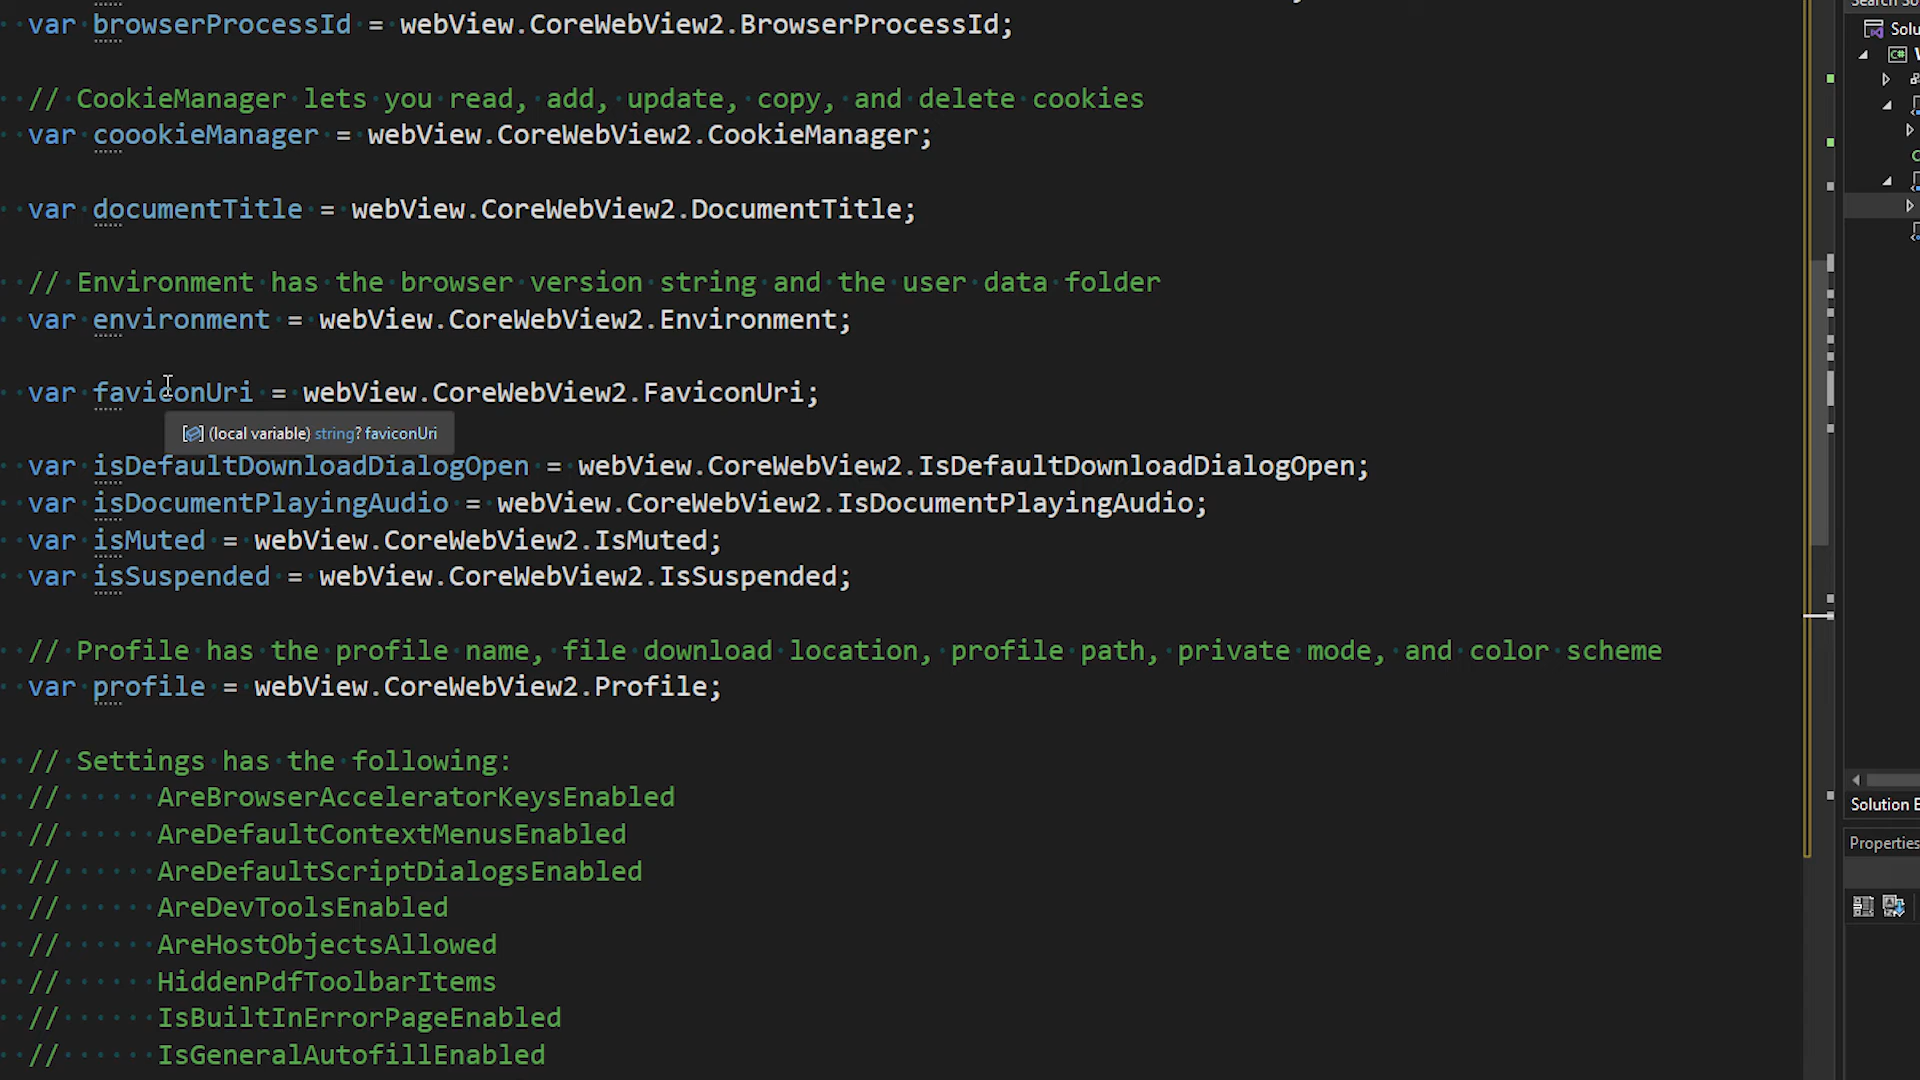 var browserProcessId = webView.CoreWebView2.BrowserProcessId;
// CookieManager lets you read, add, update, copy, and delete cookies
var coookieManager = webView.CoreWebView2.CookieManager;
var documentTitle = webView.CoreWebView2.DocumentTitle;
// Environment has the browser version string and the user data folder
var environment = webView.CoreWebView2.Environment;
var faviconUri = webView.CoreWebView2.FaviconUri;
(local variable) string? faviconUri
var isDefaultDownloadDialogOpen = webView.CoreWebView2.IsDefaultDownloadDialogOpen;
var isDocumentPlayingAudio = webView.CoreWebView2.IsDocumentPlayingAudio;
var isMuted = webView.CoreWebView2.IsMuted;
var isSuspended = webView.CoreWebView2.IsSuspended;
// Profile has the profile name, file download location, profile path, private mode, and color scheme
var profile = webView.CoreWebView2.Profile;
// Settings has the following:
// AreBrowserAcceleratorKeysEnabled
// AreDefaultContextMenusEnabled
// AreDefaultScriptDialogsEnabled
// AreDevToolsEnabled
// AreHostObjectsAllowed
// HiddenPdfToolbarItems
// IsBuiltInErrorPageEnabled
// IsGeneralAutofillEnabled
Search So
Solu
C#
Solution E
Properties